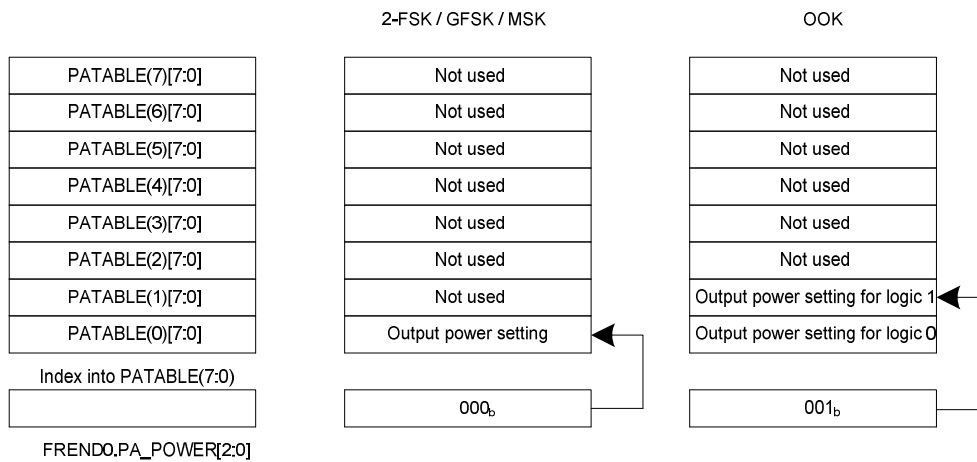 2-FSK / GFSK / MSK
OOK
PATABLE(7)[7:0]
Not used
Not used
PATABLE(6)[7:0]
Not used
Not used
PATABLE(5)[7:0]
Not used
Not used
PATABLE(4)[7:0]
Not used
Not used
PATABLE(3)[7:0]
Not used
Not used
PATABLE(2)[7:0]
Not used
Not used
PATABLE(1)[7:0]
Not used
Output power setting for logic 1
PATABLE(0)[7:0]
Output power setting
Output power setting for logic 0
Index into PATABLE(7:0)
000b
001b
FREND0.PA_POWER[2:0]